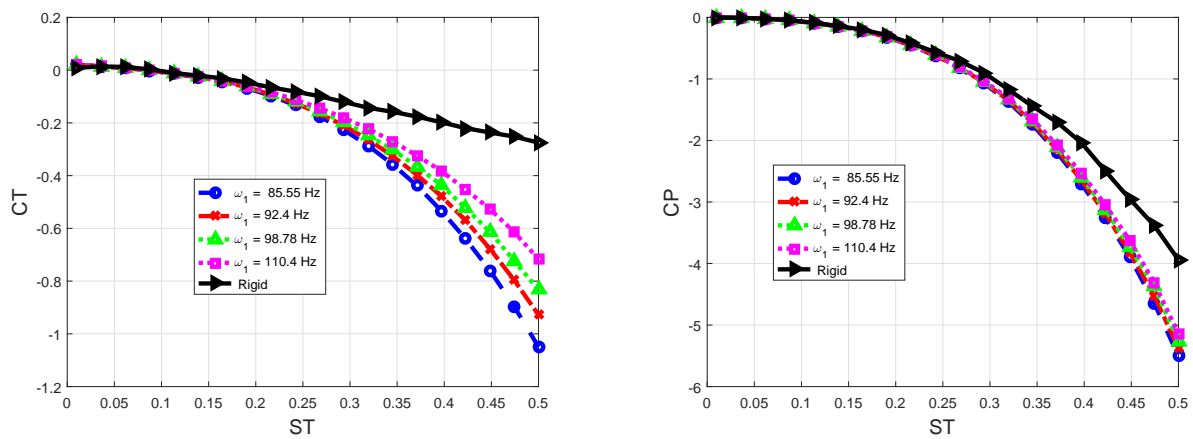 0.2
0
-0.2
-0.4
-0.6
-0.8
-1
-1.2
CT
ω1 = 85.55 Hz
ω1 = 92.4 Hz
ω1 = 98.78 Hz
ω1 = 110.4 Hz
Rigid
0 0.05 0.1 0.15 0.2 0.25 0.3 0.35 0.4 0.45 0.5
ST
0
-1
-2
-3
-4
-5
-6
CP
ω1 = 85.55 Hz
ω1 = 92.4 Hz
ω1 = 98.78 Hz
ω1 = 110.4 Hz
Rigid
0 0.05 0.1 0.15 0.2 0.25 0.3 0.35 0.4 0.45 0.5
ST